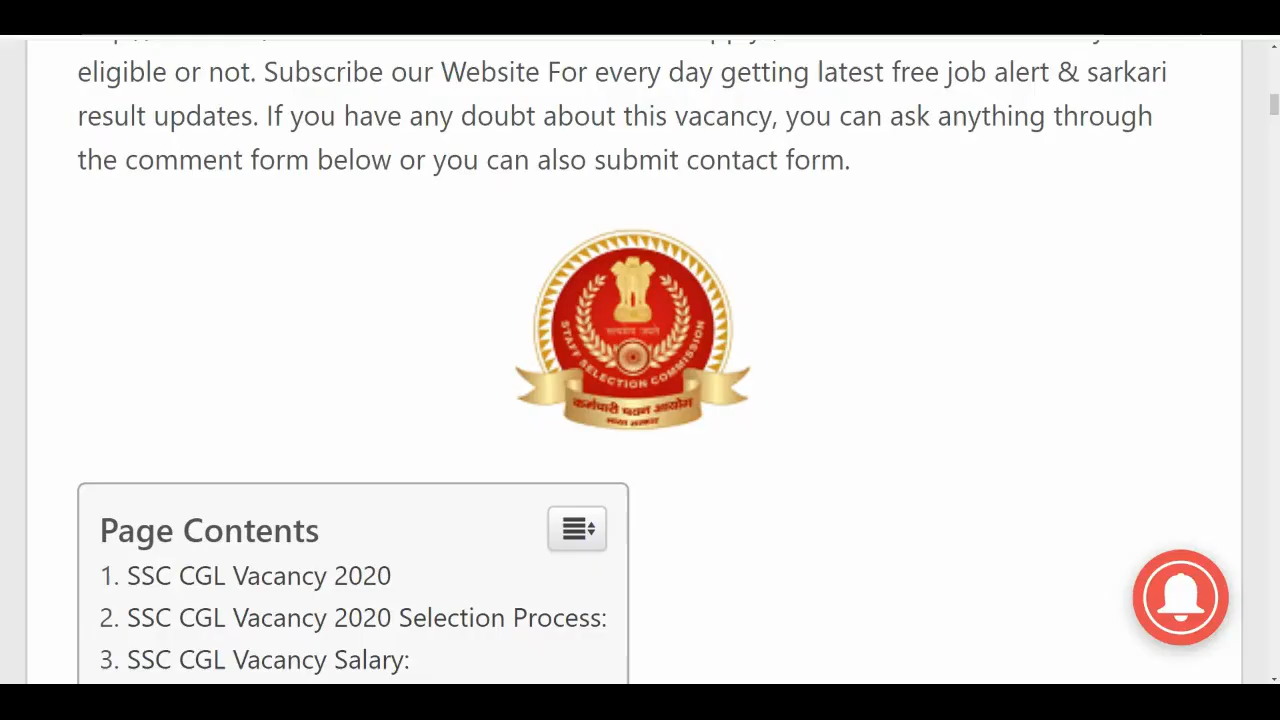 eligible or not. Subscribe our Website For every day getting latest free job alert & sarkari
result updates. If you have any doubt about this vacancy, you can ask anything through
the comment form below or you can also submit contact form.
सत्यमेव जयते
STAFF SELECTION COMMISSION
कर्मचारी चयन आयोग
Page Contents
1. SSC CGL Vacancy 2020
2. SSC CGL Vacancy 2020 Selection Process:
3. SSC CGL Vacancy Salary: